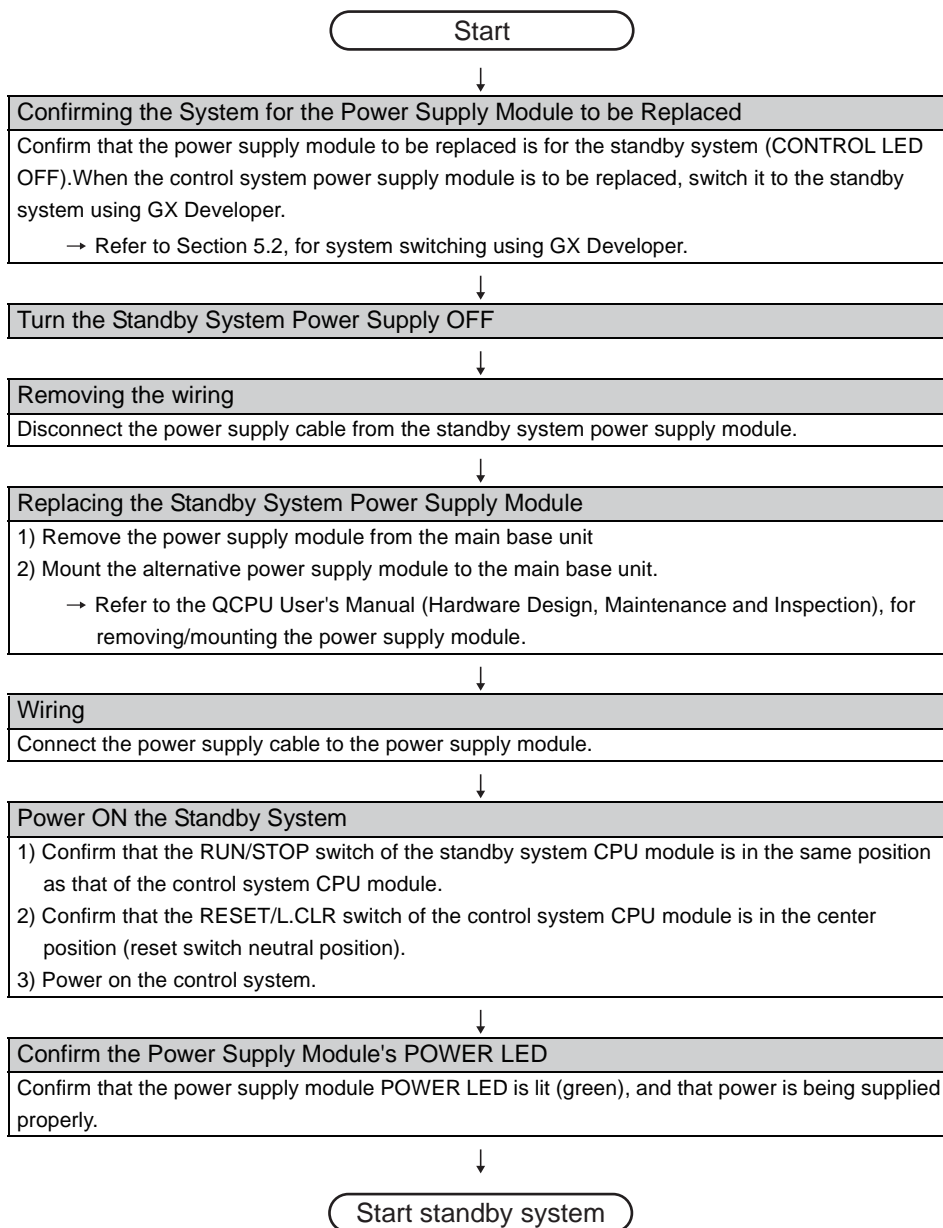 Start
↓
Confirming the System for the Power Supply Module to be Replaced
Confirm that the power supply module to be replaced is for the standby system (CONTROL LED
OFF).When the control system power supply module is to be replaced, switch it to the standby
system using GX Developer.
→ Refer to Section 5.2, for system switching using GX Developer.
↓
Turn the Standby System Power Supply OFF
↓
Removing the wiring
Disconnect the power supply cable from the standby system power supply module.
↓
Replacing the Standby System Power Supply Module
1) Remove the power supply module from the main base unit
2) Mount the alternative power supply module to the main base unit.
→ Refer to the QCPU User's Manual (Hardware Design, Maintenance and Inspection), for
removing/mounting the power supply module.
↓
Wiring
Connect the power supply cable to the power supply module.
↓
Power ON the Standby System
1) Confirm that the RUN/STOP switch of the standby system CPU module is in the same position
as that of the control system CPU module.
2) Confirm that the RESET/L.CLR switch of the control system CPU module is in the center
position (reset switch neutral position).
3) Power on the control system.
↓
Confirm the Power Supply Module's POWER LED
Confirm that the power supply module POWER LED is lit (green), and that power is being supplied
properly.
↓
Start standby system